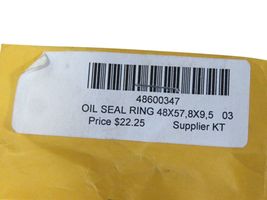 48600347
OIL SEAL RING 48X57,8X9,5 03
Price $22.25 Supplier KT